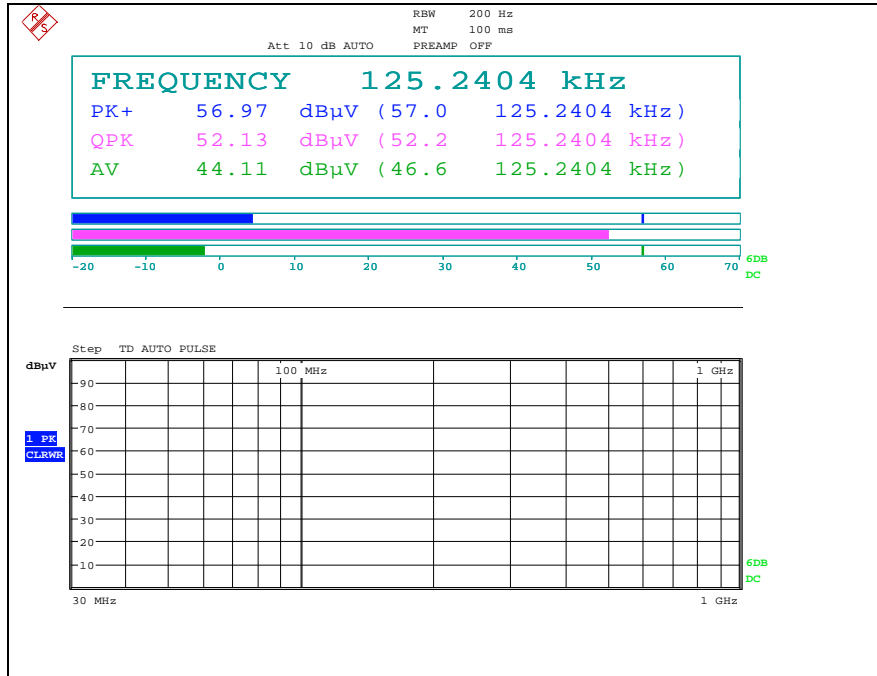 R S
RBW 200 Hz
MT 100 ms
Att 10 dB AUTO PREAMP OFF
FREQUENCY 125.2404 kHz
PK+ 56.97 dBµV (57.0 125.2404 kHz)
QPK 52.13 dBµV (52.2 125.2404 kHz)
AV 44.11 dBµV (46.6 125.2404 kHz)
-20 -10 0 10 20 30 40 50 60 70
6DB
DC
Step TD AUTO PULSE
dBµV
100 MHz 1 GHz
90
80
70
1 PK
CLRWR
60
50
40
30
20
10
6DB
DC
30 MHz 1 GHz